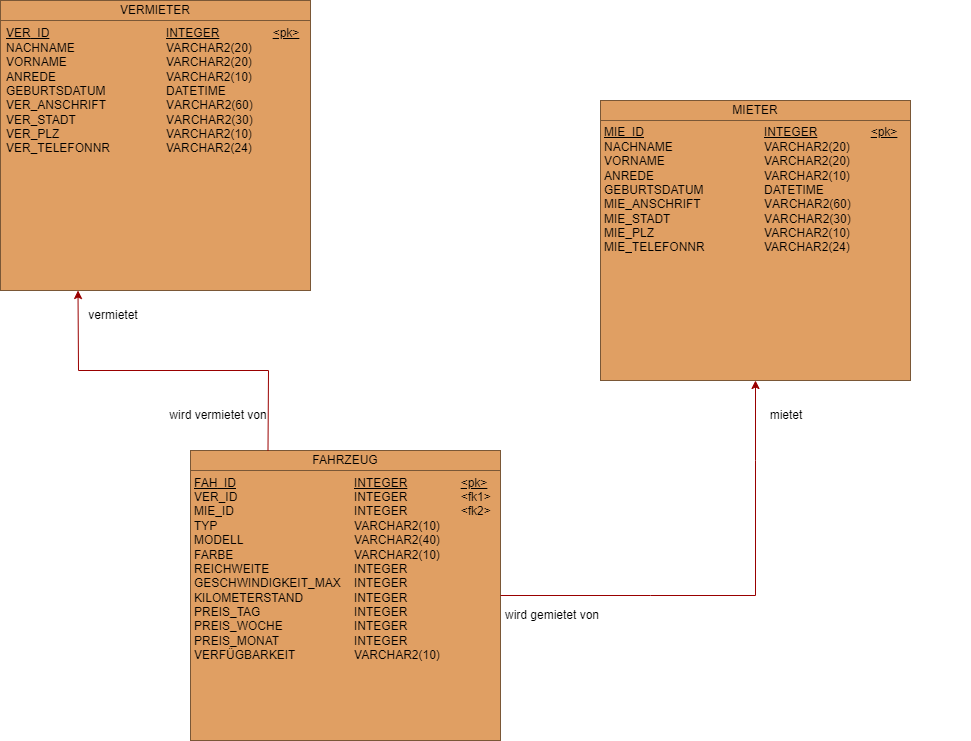 VERMIETER
VER_ID INTEGER <pk>
NACHNAME VARCHAR2(20)
VORNAME VARCHAR2(20)
ANREDE VARCHAR2(10)
GEBURTSDATUM DATETIME
VER_ANSCHRIFT VARCHAR2(60)
VER_STADT VARCHAR2(30)
VER_PLZ VARCHAR2(10)
VER_TELEFONNR VARCHAR2(24)
MIETER
MIE_ID INTEGER <pk>
NACHNAME VARCHAR2(20)
VORNAME VARCHAR2(20)
ANREDE VARCHAR2(10)
GEBURTSDATUM DATETIME
MIE_ANSCHRIFT VARCHAR2(60)
MIE_STADT VARCHAR2(30)
MIE_PLZ VARCHAR2(10)
MIE_TELEFONNR VARCHAR2(24)
vermietet
wird vermietet von
mietet
FAHRZEUG
FAH_ID INTEGER <pk>
VER_ID INTEGER <fk1>
MIE_ID INTEGER <fk2>
TYP VARCHAR2(10)
MODELL VARCHAR2(40)
FARBE VARCHAR2(10)
REICHWEITE INTEGER
GESCHWINDIGKEIT_MAX INTEGER
KILOMETERSTAND INTEGER
PREIS_TAG INTEGER
PREIS_WOCHE INTEGER
PREIS_MONAT INTEGER
VERFÜGBARKEIT VARCHAR2(10)
wird gemietet von